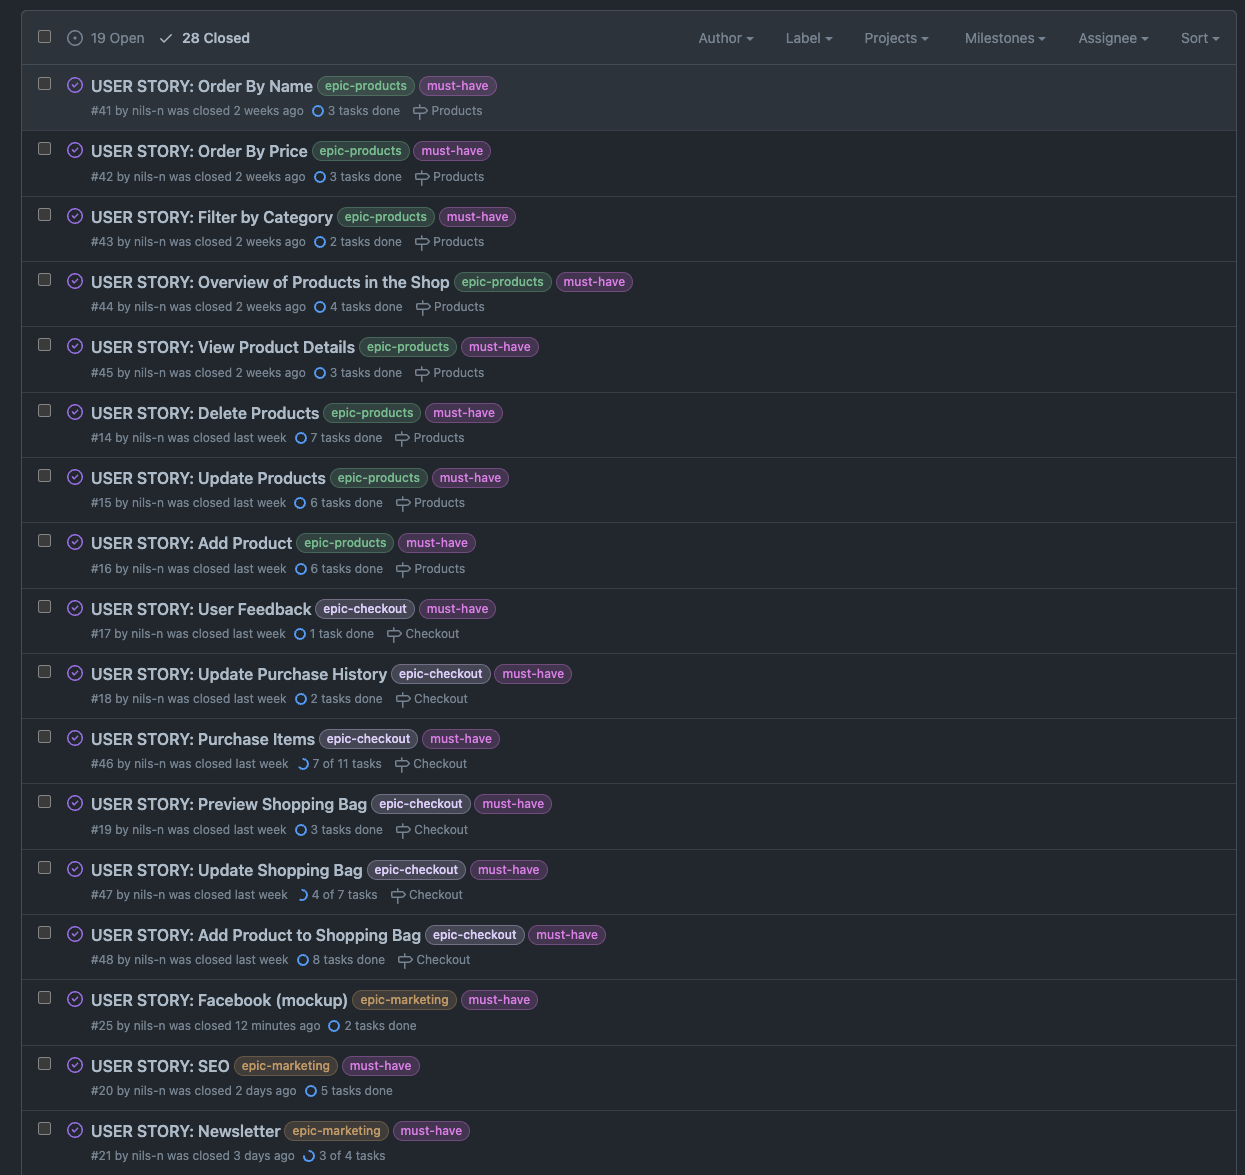 19 Open 28 Closed Author Label Projects Milestones Assignee Sort
USER STORY: Order By Name epic-products must-have
#41 by nils-n was closed 2 weeks ago 3 tasks done Products
USER STORY: Order By Price epic-products must-have
#42 by nils-n was closed 2 weeks ago 3 tasks done Products
USER STORY: Filter by Category epic-products must-have
#43 by nils-n was closed 2 weeks ago 2 tasks done Products
USER STORY: Overview of Products in the Shop epic-products must-have
#44 by nils-n was closed 2 weeks ago 4 tasks done Products
USER STORY: View Product Details epic-products must-have
#45 by nils-n was closed 2 weeks ago 3 tasks done Products
USER STORY: Delete Products epic-products must-have
#14 by nils-n was closed last week 7 tasks done Products
USER STORY: Update Products epic-products must-have
#15 by nils-n was closed last week 6 tasks done Products
USER STORY: Add Product epic-products must-have
#16 by nils-n was closed last week 6 tasks done Products
USER STORY: User Feedback epic-checkout must-have
#17 by nils-n was closed last week 1 task done Checkout
USER STORY: Update Purchase History epic-checkout must-have
#18 by nils-n was closed last week 2 tasks done Checkout
USER STORY: Purchase Items epic-checkout must-have
#46 by nils-n was closed last week 7 of 11 tasks Checkout
USER STORY: Preview Shopping Bag epic-checkout must-have
#19 by nils-n was closed last week 3 tasks done Checkout
USER STORY: Update Shopping Bag epic-checkout must-have
#47 by nils-n was closed last week 4 of 7 tasks Checkout
USER STORY: Add Product to Shopping Bag epic-checkout must-have
#48 by nils-n was closed last week 8 tasks done Checkout
USER STORY: Facebook (mockup) epic-marketing must-have
#25 by nils-n was closed 12 minutes ago 2 tasks done
USER STORY: SEO epic-marketing must-have
#20 by nils-n was closed 2 days ago 5 tasks done
USER STORY: Newsletter epic-marketing must-have
#21 by nils-n was closed 3 days ago 3 of 4 tasks